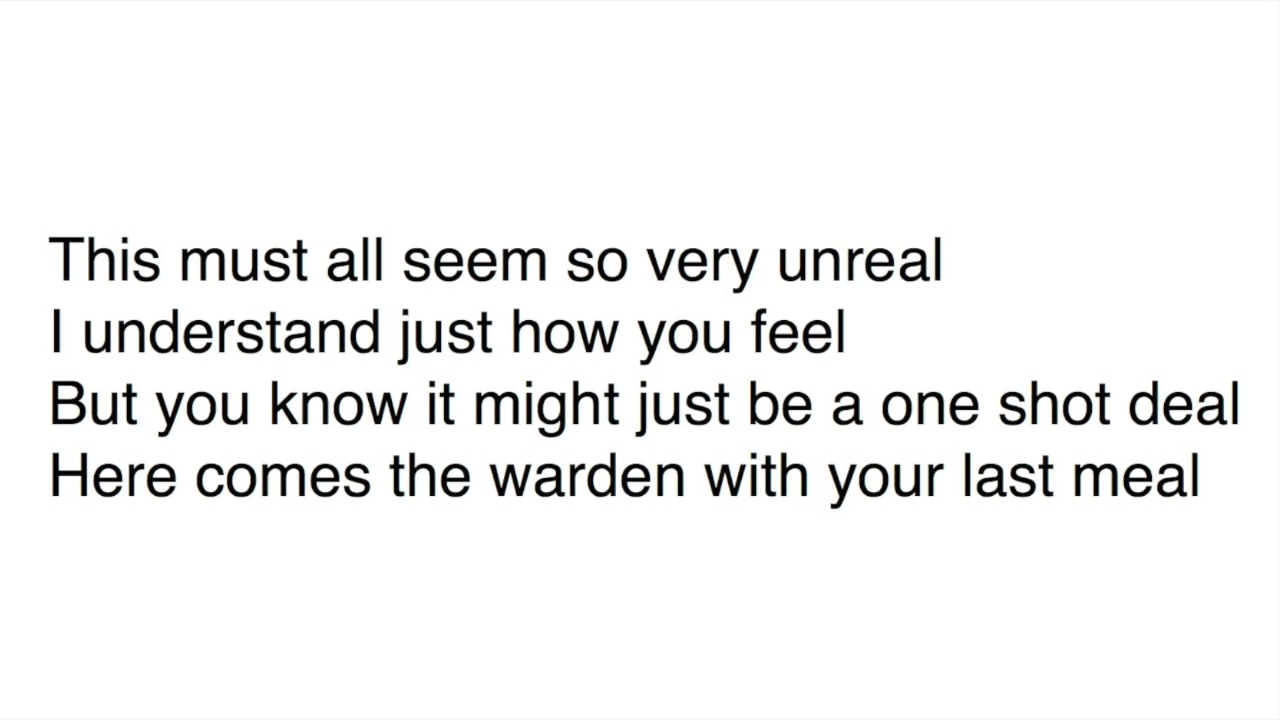 This must all seem so very unreal
I understand just how you feel
But you know it might just be a one shot deal
Here comes the warden with your last meal